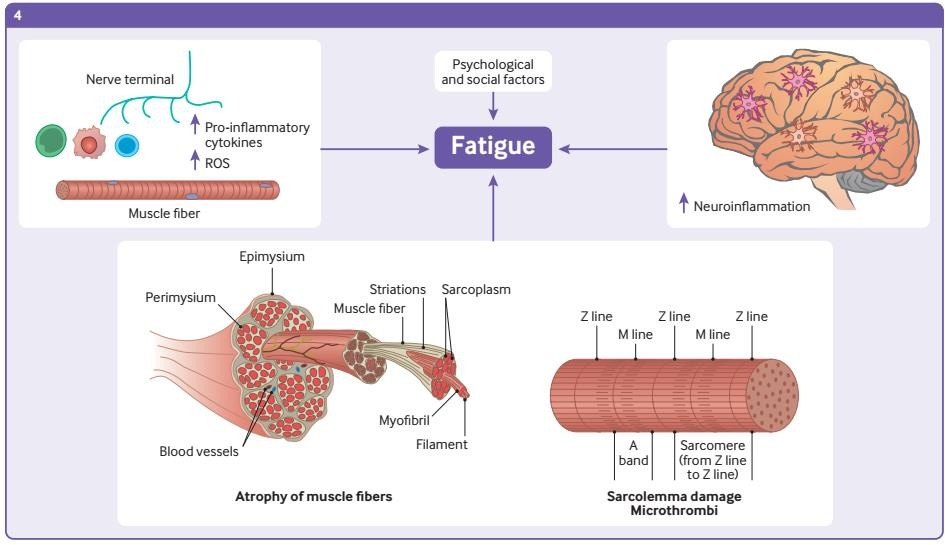 4
Nerve terminal
Pro-inflammatory
cytokines
ROS
Muscle fiber
Psychological
and social factors
Fatigue
Neuroinflammation
Epimysium
Perimysium
Striations
Sarcoplasm
Muscle fiber
Myofibril
Filament
Blood vessels
Atrophy of muscle fibers
Z line
Z line
Z line
M line
M line
A
band
Sarcomere
(from Z line
to Z line)
Sarcolemma damage
Microthrombi